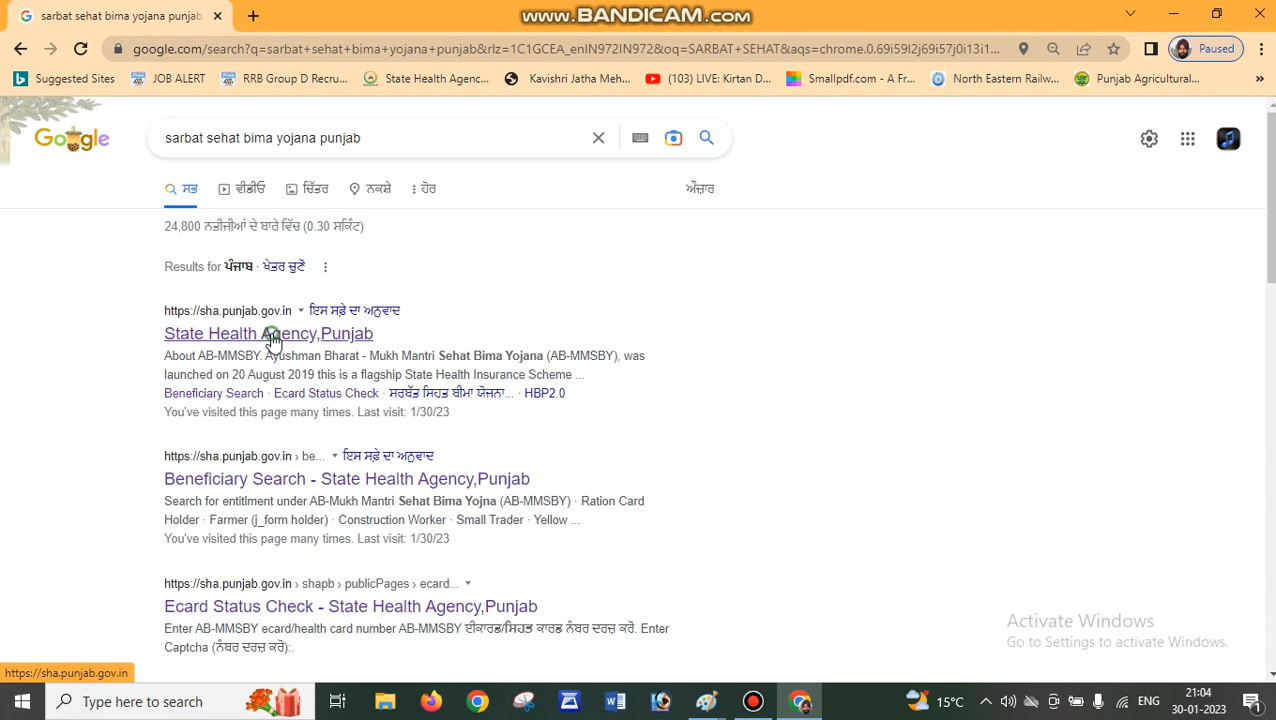 www.BANDICAM.com
sarbat sehat bima yojana punjab
google.com/search?q=sarbat+sehat+bima+yojana+punjab&rlz=1C1GCEA_enIN972IN972&oq=SARBAT+SEHAT&aqs=chrome.0.69i59l2j69i57j0i13i1...
Paused
Suggested Sites
JOB ALERT
RRB Group D Recru...
State Health Agenc...
Kavishri Jatha Meh...
(103) LIVE: Kirtan D...
Smallpdf.com - A Fr...
North Eastern Railw...
Punjab Agricultural...
»
Google
sarbat sehat bima yojana punjab
ਸਭ
ਵੀਡੀਓ
ਚਿੱਤਰ
ਨਕਸ਼ੇ
ਹੋਰ
ਔਜ਼ਾਰ
24,800 ਨਤੀਜੀਆਂ ਦੇ ਬਾਰੇ ਵਿੱਚ (0.30 ਸਕਿੰਟ)
Results for ਪੰਜਾਬ · ਖੇਤਰ ਚੁਣੋ
https://sha.punjab.gov.in ਇਸ ਸਫ਼ੇ ਦਾ ਅਨੁਵਾਦ
State Health Agency,Punjab
About AB-MMSBY. Ayushman Bharat - Mukh Mantri Sehat Bima Yojana (AB-MMSBY), was
launched on 20 August 2019 this is a flagship State Health Insurance Scheme ...
Beneficiary Search · Ecard Status Check · ਸਰਬੱਤ ਸਿਹਤ ਬੀਮਾ ਯੋਜਨਾ... · HBP2.0
You've visited this page many times. Last visit: 1/30/23
https://sha.punjab.gov.in › be... ਇਸ ਸਫ਼ੇ ਦਾ ਅਨੁਵਾਦ
Beneficiary Search - State Health Agency,Punjab
Search for entitlment under AB-Mukh Mantri Sehat Bima Yojna (AB-MMSBY) · Ration Card
Holder · Farmer (j_form holder) · Construction Worker · Small Trader · Yellow ...
You've visited this page many times. Last visit: 1/30/23
https://sha.punjab.gov.in › shapb › publicPages › ecard...
Ecard Status Check - State Health Agency,Punjab
Enter AB-MMSBY ecard/health card number AB-MMSBY ਈਕਾਰਡ/ਸਿਹਤ ਕਾਰਡ ਨੰਬਰ ਦਰਜ਼ ਕਰੋ. Enter
Captcha (ਨੰਬਰ ਦਰਜ਼ ਕਰੋ):.
Activate Windows
Go to Settings to activate Windows.
https://sha.punjab.gov.in
Type here to search
15°C
ENG
21:04
30-01-2023
1